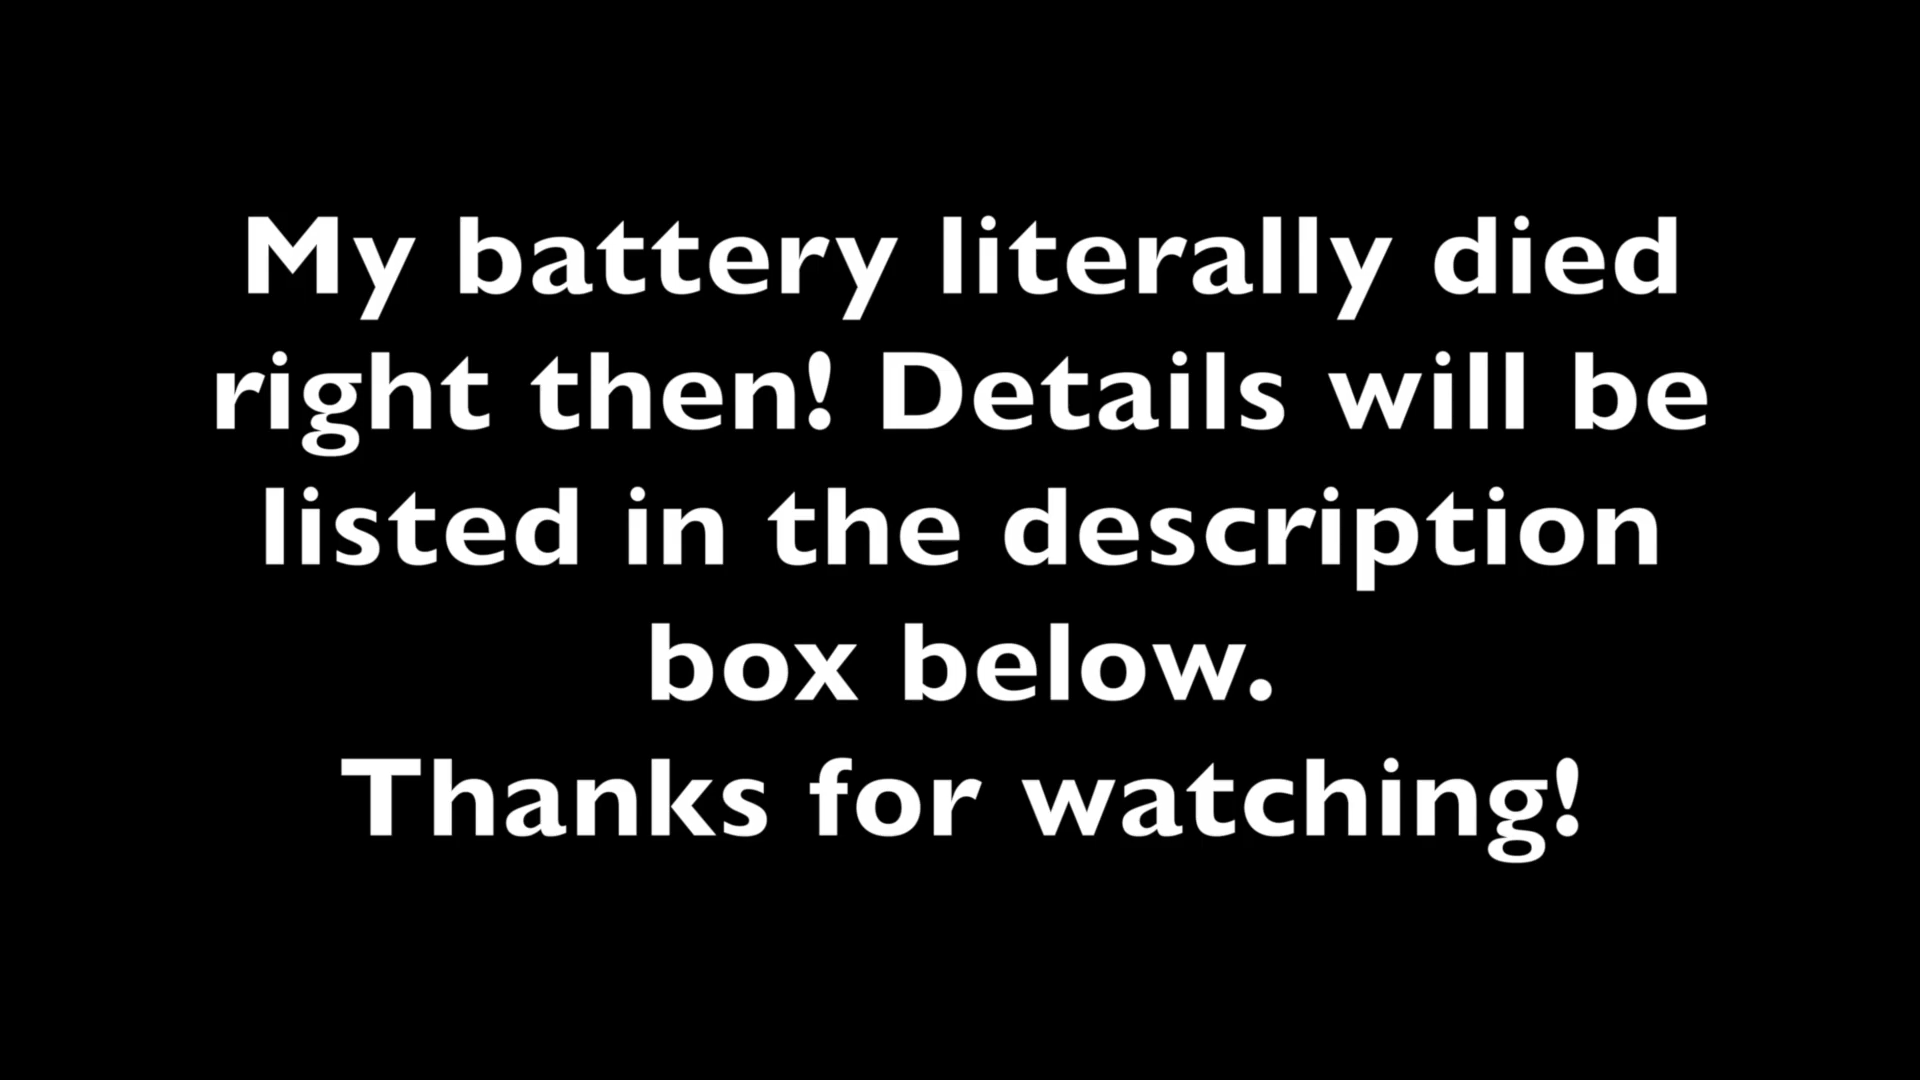 My battery literally died
right then! Details will be
listed in the description
box below.
Thanks for watching!